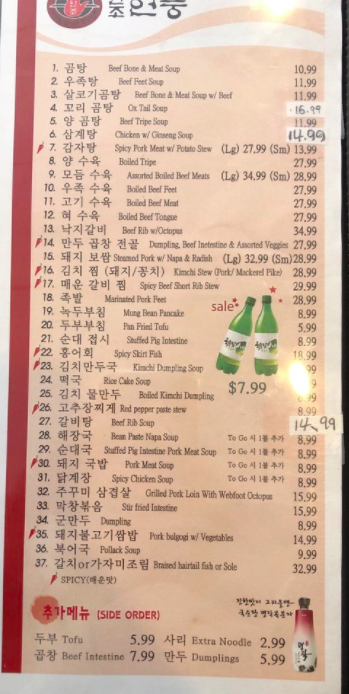 1. 곰탕 Beef Bone & Meat Soup 10.99
2. 우족탕 Beef Feet Soup 11.99
3. 살코기곰탕 Beef Bone & Meat Soup w/ Beef 11.99
4. 꼬리 곰탕 Ox Tail Soup 15.99
5. 양 곰탕 Beef Tripe Soup 11.99
6. 삼계탕 Chicken w/ Ginseng Soup 14.99
7. 감자탕 Spicy Pork Meat w/ Potato Stew (Lg) 27.99 (Sm) 13.99
8. 양 수육 Boiled Tripe 27.99
9. 모듬 수육 Assorted Boiled Beef Meats (Lg) 34.99 (Sm) 28.99
10. 우족 수육 Boiled Beef Feet 27.99
11. 고기 수육 Boiled Beef Meat 27.99
12. 혀 수육 Boiled Beef Tongue 27.99
13. 낙지갈비 Beef Rib w/Octopus 34.99
14. 만두 곱창 전골 Dumpling, Beef Inetestine & Assorted Veggies 27.99
15. 돼지 보쌈 Steamed Pork w/ Napa & Radish (Lg) 32.99 (Sm)28.99
16. 김치 찜 (돼지/꽁치) Kimchi Stew (Pork/ Mackerel Pike) 28.99
17. 매운 갈비 찜 Spicy Beef Short Rib Stew 29.99
18. 족발 Marinated Pork Feet 28.99
19. 녹두부침 Mung Bean Pancake 8.99
20. 두부부침 Pan Fried Tofu 5.99
21. 순대 접시 Stuffed Pig Intestine 8.99
22. 홍어회 Spicy Skirt Fish 18.99
23. 김치만두국 Kimchi Dumpling Soup 8.99
24. 떡국 Rice Cake Soup 8.99
25. 김치 물만두 Boiled Kimchi Dumpling
26. 고추장찌게 Red pepper paste stew 8.99
27. 갈비탕 Beef Rib Soup 14.99
28. 해장국 Bean Paste Napa Soup To Go 시 1불 추가 8.99
29. 순대국 Stuffed Pig Intestine Pork Meat Soup To Go 시 1불 추가 8.99
30. 돼지 국밥 Pork Meat Soup To Go 시 1불 추가 8.99
31. 닭계장 Spicy Chicken Soup To Go 시 1불 추가 8.99
32. 주꾸미 삼겹살 Grilled Pork Loin With Webfoot Octopus 15.99
33. 막창볶음 Stir fried Intestine 15.99
34. 군만두 Dumpling 8.99
35. 돼지불고기쌈밥 Pork bulgogi w/ Vegetables 14.99
36. 북어국 Pollack Soup 9.99
37. 갈치or가자미조림 Braised hairtail fish or Sole 32.99
SPICY(매운맛)
sale
$7.99
추가메뉴 (SIDE ORDER)
두부 Tofu 5.99 사리 Extra Noodle 2.99
곱창 Beef Intestine 7.99 만두 Dumplings 5.99